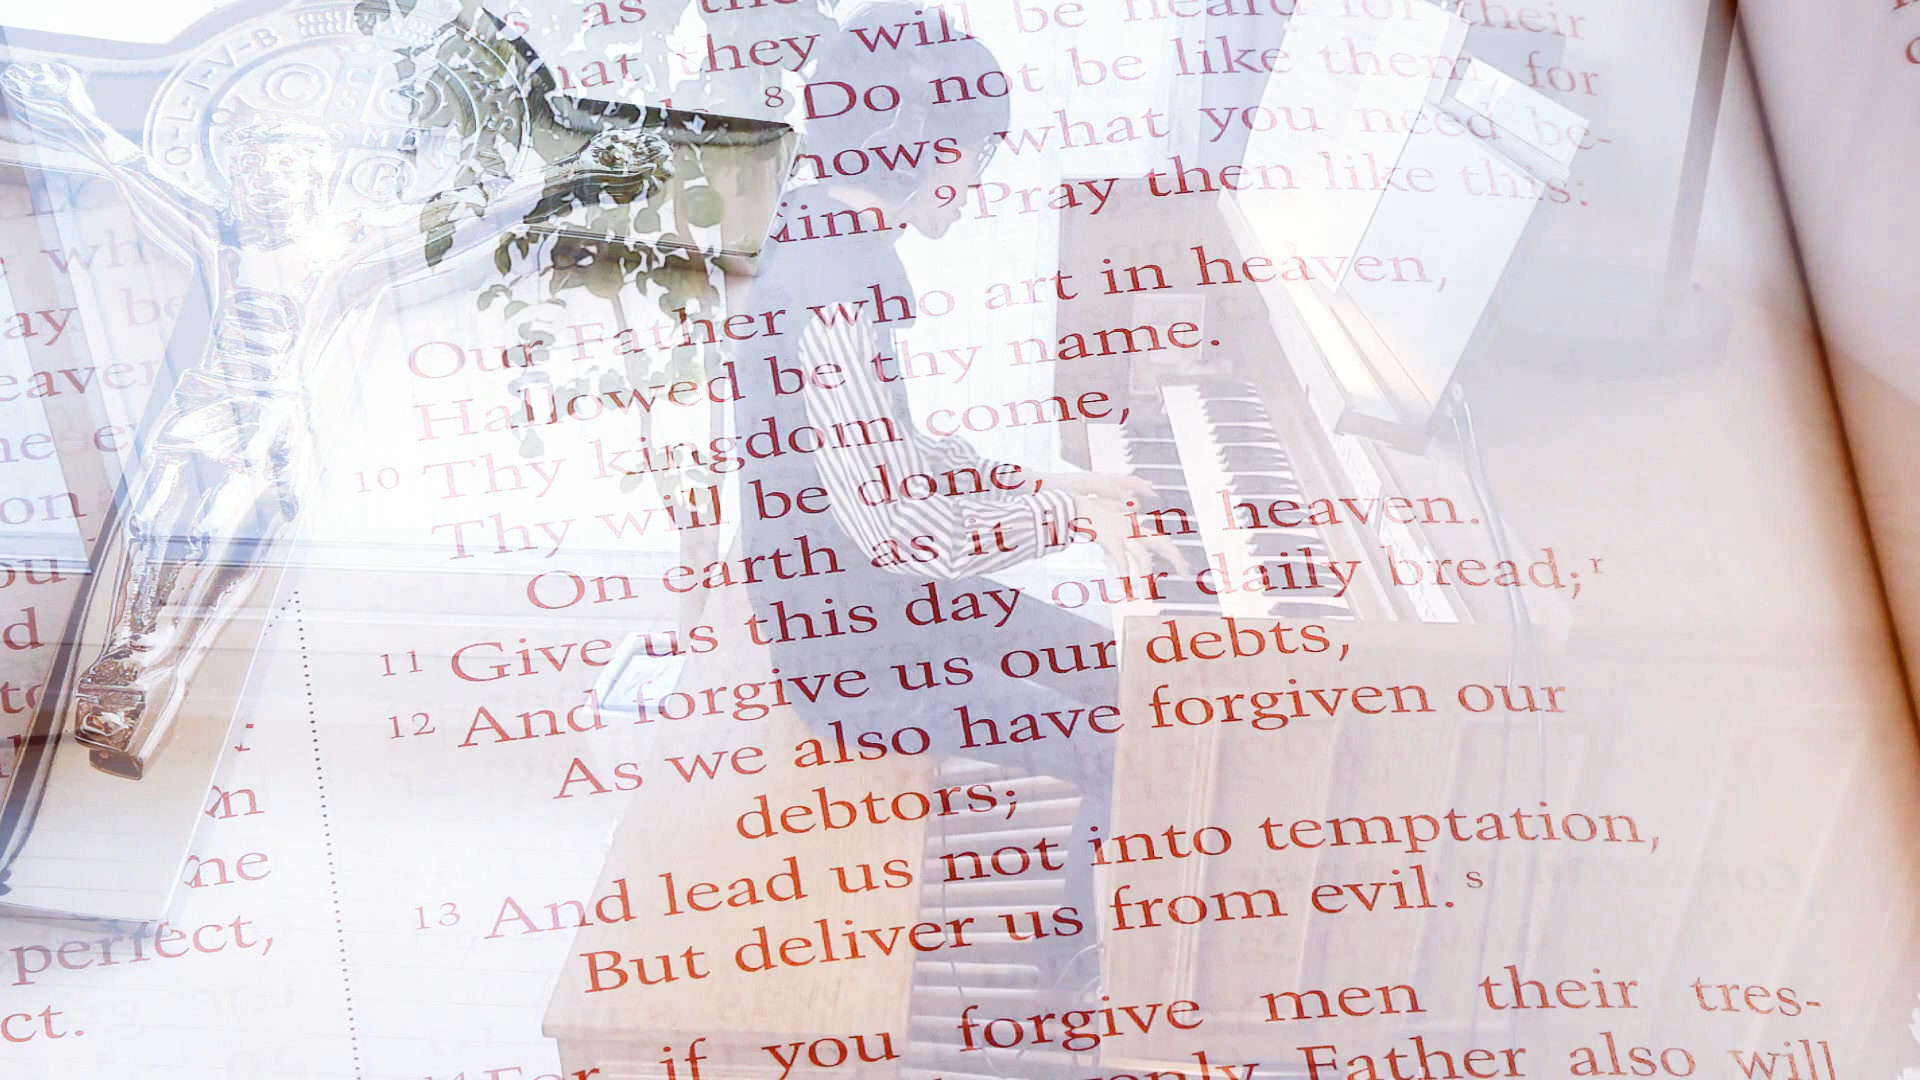 as the
that they will be heard for their
8 Do not be like them, for
knows what you need be-
him. 9 Pray then like this:
Our Father who art in heaven,
Hallowed be thy name.
10 Thy kingdom come,
Thy will be done,
On earth as it is in heaven.
11 Give us this day our daily bread; r
12 And forgive us our debts,
As we also have forgiven our
debtors;
13 And lead us not into temptation,
But deliver us from evil. s
For if you forgive men their tres-
Father also will
perfect,